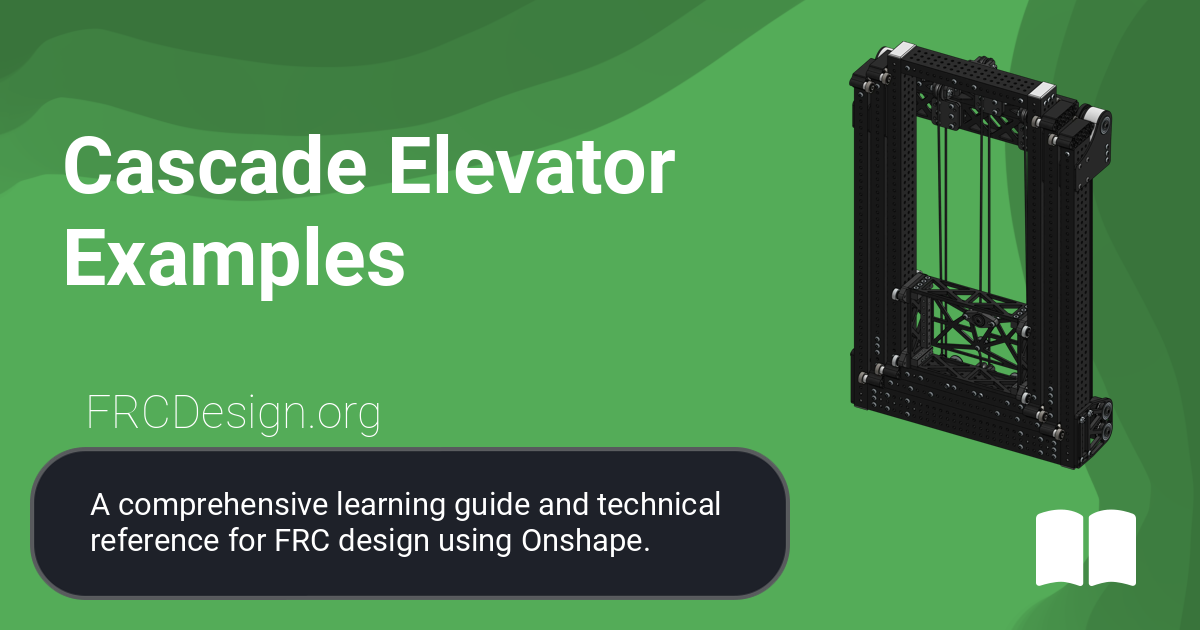 Cascade Elevator
Examples
FRCDesign.org
A comprehensive learning guide and technical
reference for FRC design using Onshape.